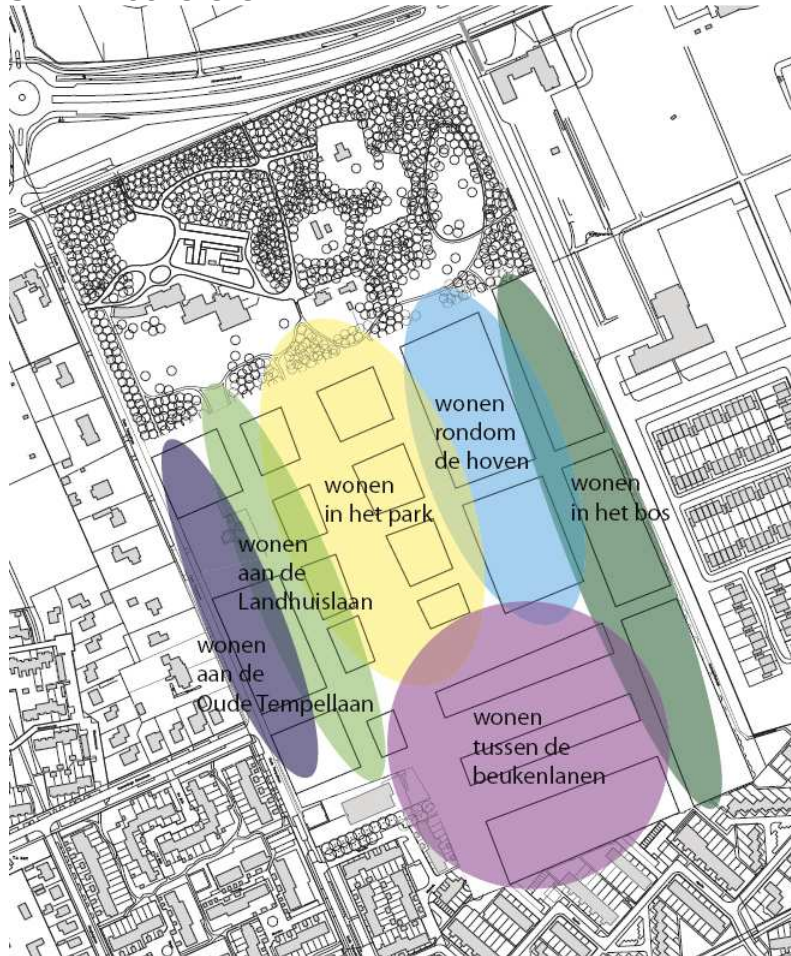 wonen
rondom
de hoven
wonen
in het park
wonen
in het bos
wonen
aan de
Landhuislaan
wonen
aan de
Oude Tempellaan
wonen
tussen de
beukenlanen